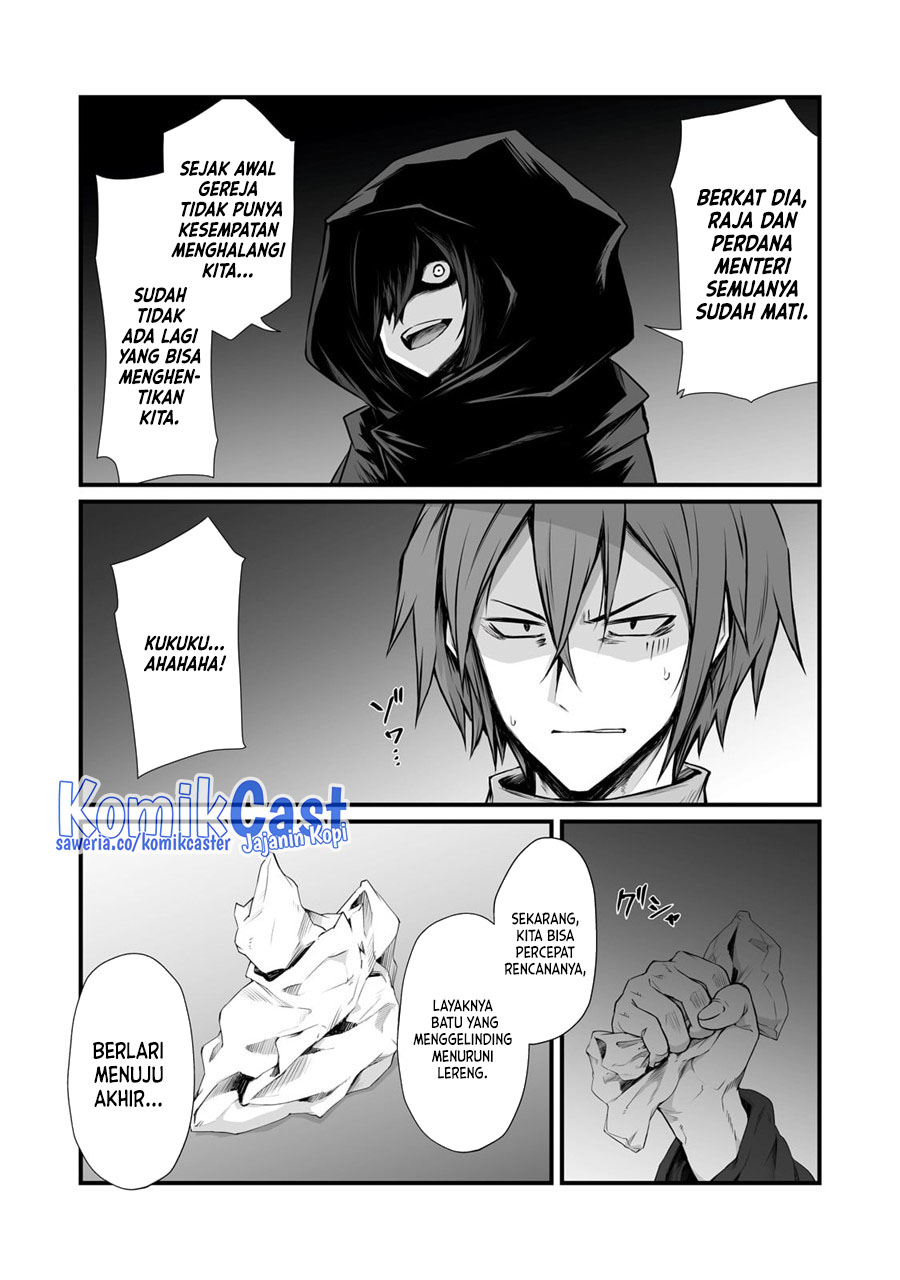 BERKAT DIA,
RAJA DAN
PERDANA
MENTERI
SEMUANYA
SUDAH MATI.
SEJAK AWAL
GEREJA
TIDAK PUNYA
KESEMPATAN
MENGHALANGI
KITA...
SUDAH
TIDAK
ADA LAGI
YANG BISA
MENGHEN-
TIKAN
KITA.
KUKUKU...
AHAHAHA!
ゾワ…
KomikCast
saweria.co/komikcaster Jajanin Kopi
グシャ
SEKARANG,
KITA BISA
PERCEPAT
RENCANANYA,
LAYAKNYA
BATU YANG
MENGGELINDING
MENURUNI
LERENG.
BERLARI
MENUJU
AKHIR...